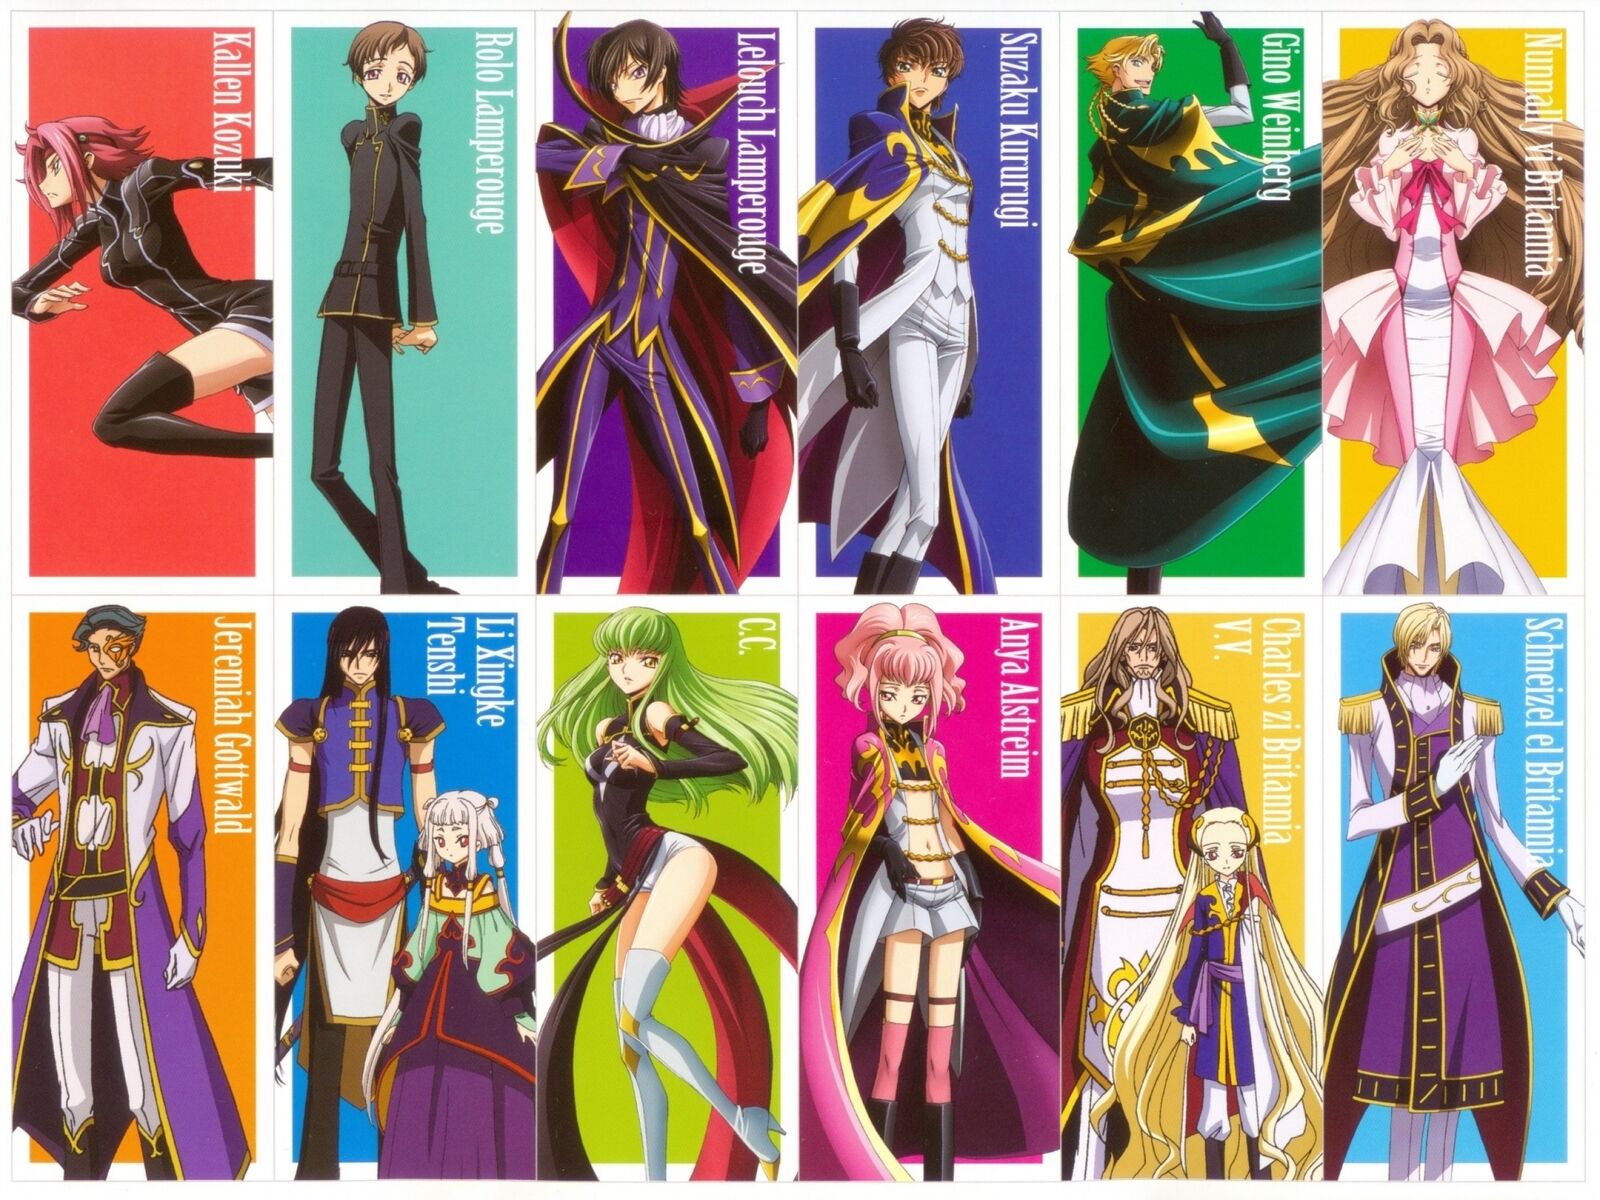 Kallen Kozuki
Rolo Lamperouge
Lelouch Lamperouge
Suzaku Kururugi
Gino Weinberg
Nunnally vi Britannia
Jeremiah Gottwald
Li Xingke
Tenshi
C.C.
Anya Alstreim
Charles zi Britannia
V.V.
Schneizel el Britannia